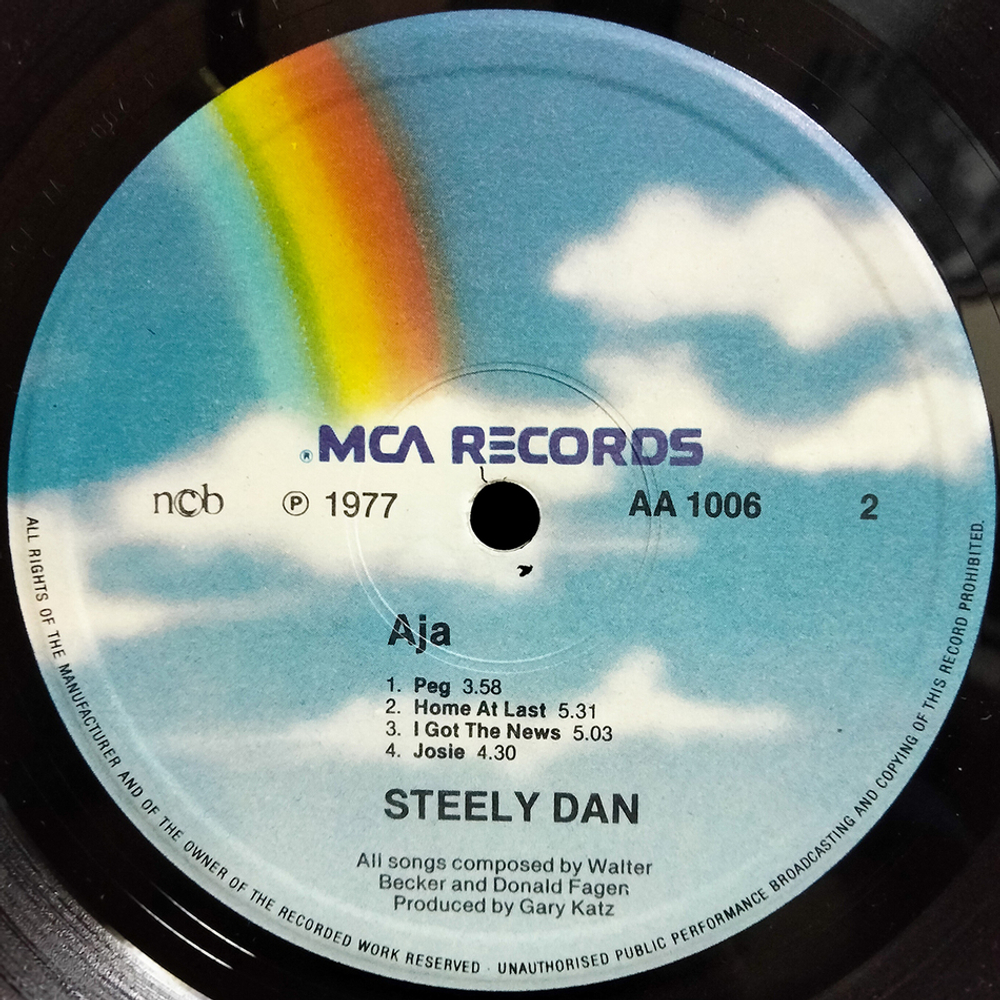 ® MCA RECORDS
ncb ℗ 1977 AA 1006 2
Aja
1. Peg 3.58
2. Home At Last 5.31
3. I Got The News 5.03
4. Josie 4.30
STEELY DAN
All songs composed by Walter
Becker and Donald Fagen
Produced by Gary Katz
ALL RIGHTS OF THE MANUFACTURER AND OF THE OWNER OF THE RECORDED WORK RESERVED · UNAUTHORISED PUBLIC PERFORMANCE BROADCASTING AND COPYING OF THIS RECORD PROHIBITED.